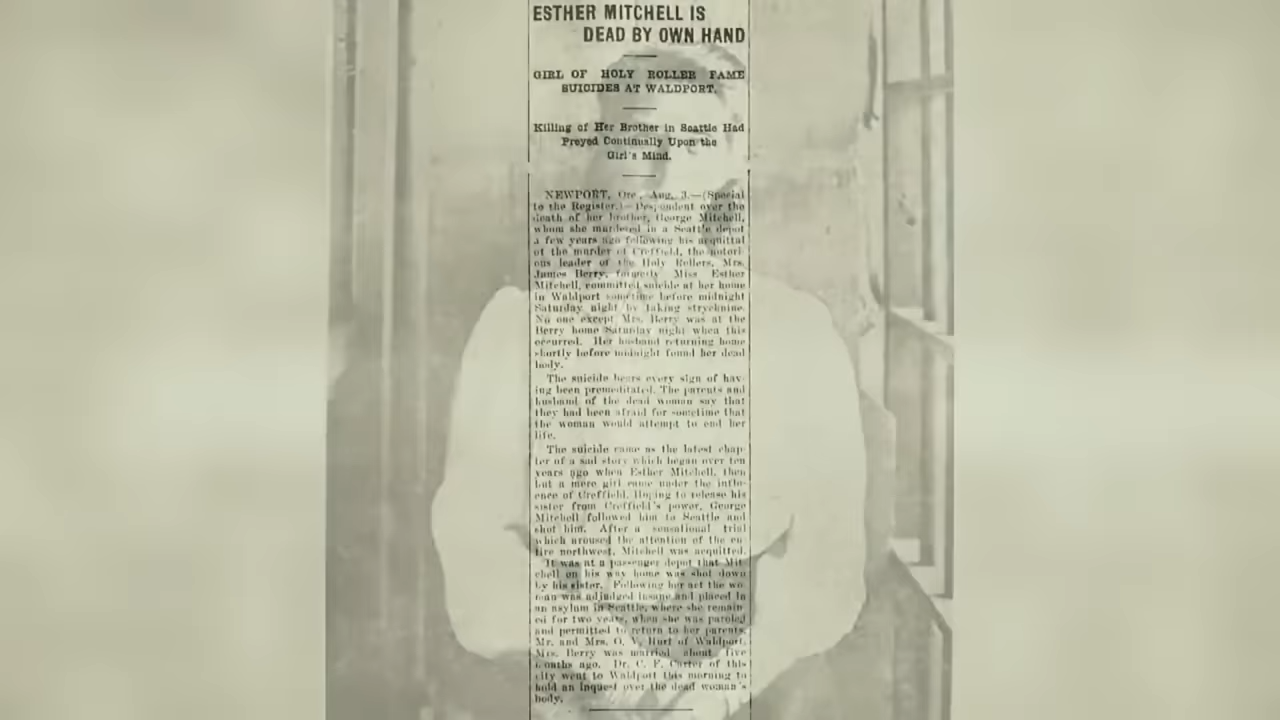 ESTHER MITCHELL IS
DEAD BY OWN HAND
GIRL OF HOLY ROLLER FAME
SUICIDES AT WALDPORT.
Killing of Her Brother in Seattle Had
Preyed Continually Upon the
Girl's Mind.
NEWPORT, Ore., Aug. 3.—(Special
to the Register.)—Despondent over the
death of her brother, George Mitchell,
whom she murdered in a Seattle depot
a few years ago following his acquittal
of the murder of Creffield, the notori-
ous leader of the Holy Rollers, Mrs.
James Berry, formerly Miss Esther
Mitchell, committed suicide at her home
in Waldport sometime before midnight
Saturday night by taking strychnine.
No one except Mrs. Berry was at the
Berry home Saturday night when this
occurred. Her husband returning home
shortly before midnight found her dead
body.
The suicide bears every sign of hav-
ing been premeditated. The parents and
husband of the dead woman say that
they had been afraid for sometime that
the woman would attempt to end her
life.
The suicide came as the latest chap-
ter of a sad story which began over ten
years ago when Esther Mitchell, then
but a mere girl came under the influ-
ence of Creffield. Hoping to release his
sister from Creffield's power, George
Mitchell followed him to Seattle and
shot him. After a sensational trial
which aroused the attention of the en-
tire northwest, Mitchell was acquitted.
It was at a passenger depot that Mit-
chell on his way home was shot down
by his sister. Following her act the wo-
man was adjudged insane and placed in
an asylum in Seattle, where she remain-
ed for two years, when she was paroled
and permitted to return to her parents,
Mr. and Mrs. O. V. Hurt of Waldport.
Mrs. Berry was married about five
months ago. Dr. C. F. Carter of this
city went to Waldport this morning to
hold an inquest over the dead woman's
body.